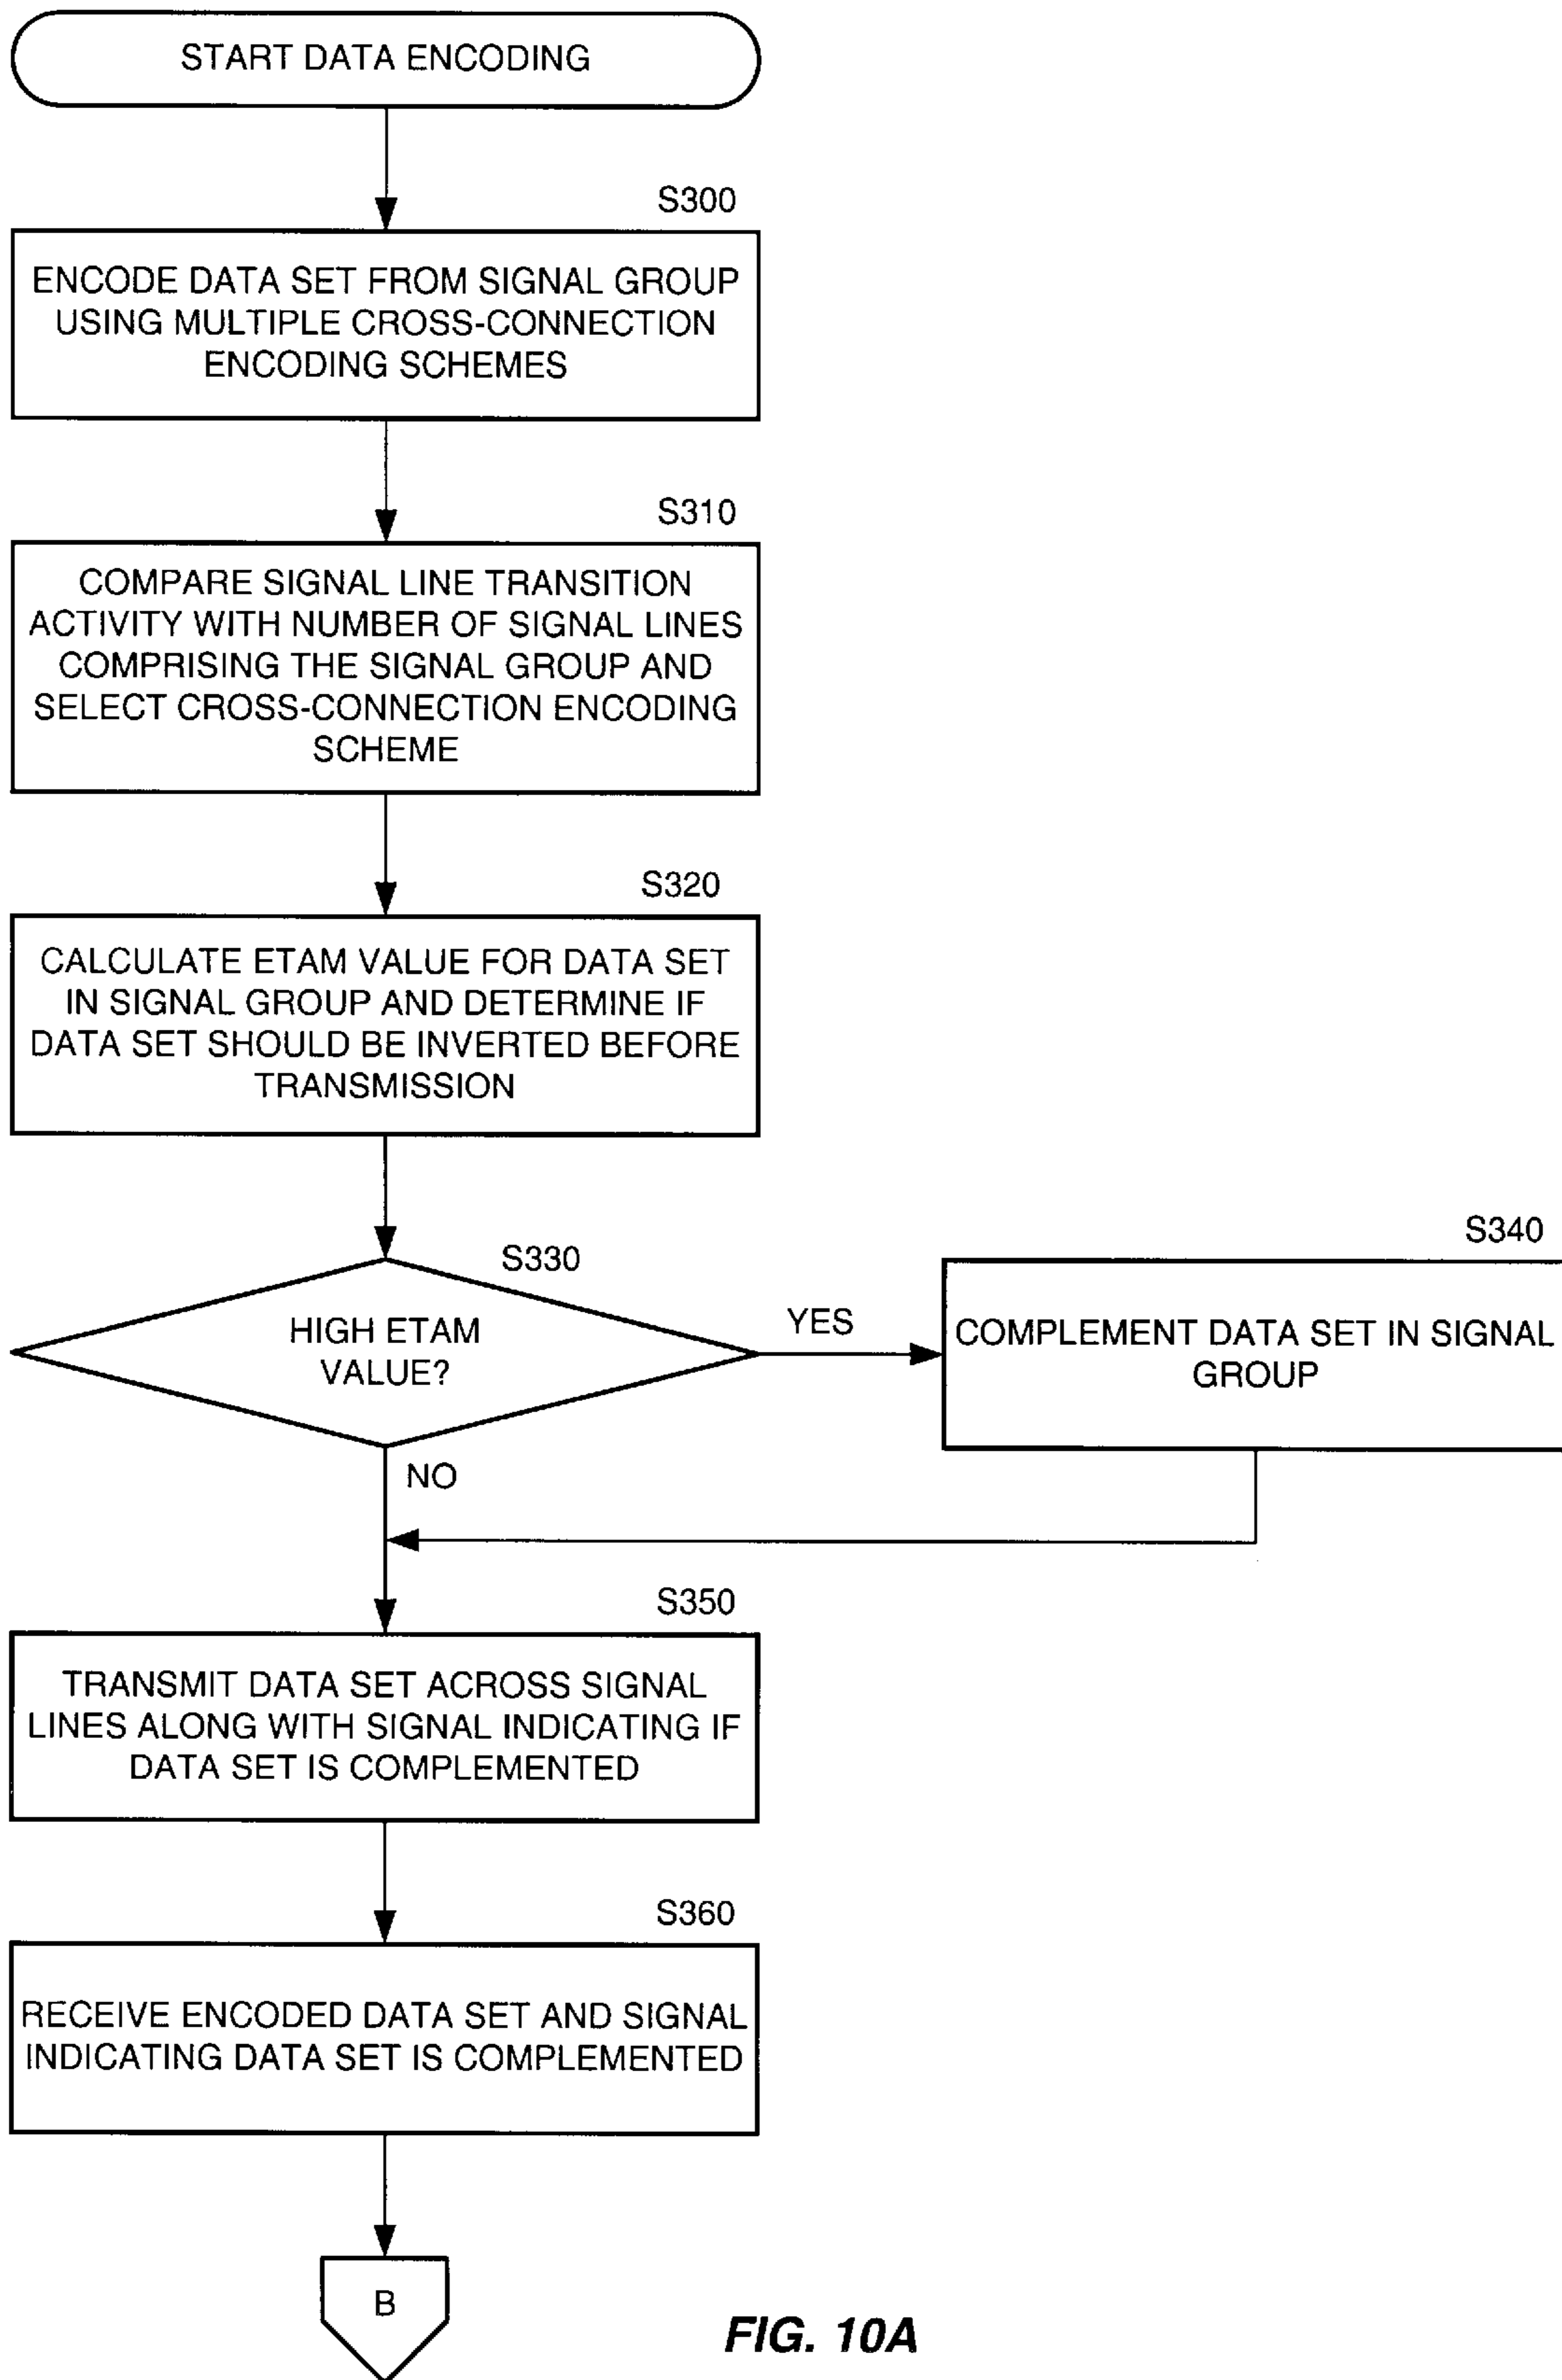 START DATA ENCODING
S300
ENCODE DATA SET FROM SIGNAL GROUP
USING MULTIPLE CROSS-CONNECTION
ENCODING SCHEMES
S310
COMPARE SIGNAL LINE TRANSITION
ACTIVITY WITH NUMBER OF SIGNAL LINES
COMPRISING THE SIGNAL GROUP AND
SELECT CROSS-CONNECTION ENCODING
SCHEME
S320
CALCULATE ETAM VALUE FOR DATA SET
IN SIGNAL GROUP AND DETERMINE IF
DATA SET SHOULD BE INVERTED BEFORE
TRANSMISSION
S330
HIGH ETAM
VALUE?
YES
S340
COMPLEMENT DATA SET IN SIGNAL
GROUP
NO
S350
TRANSMIT DATA SET ACROSS SIGNAL
LINES ALONG WITH SIGNAL INDICATING IF
DATA SET IS COMPLEMENTED
S360
RECEIVE ENCODED DATA SET AND SIGNAL
INDICATING DATA SET IS COMPLEMENTED
B
FIG. 10A